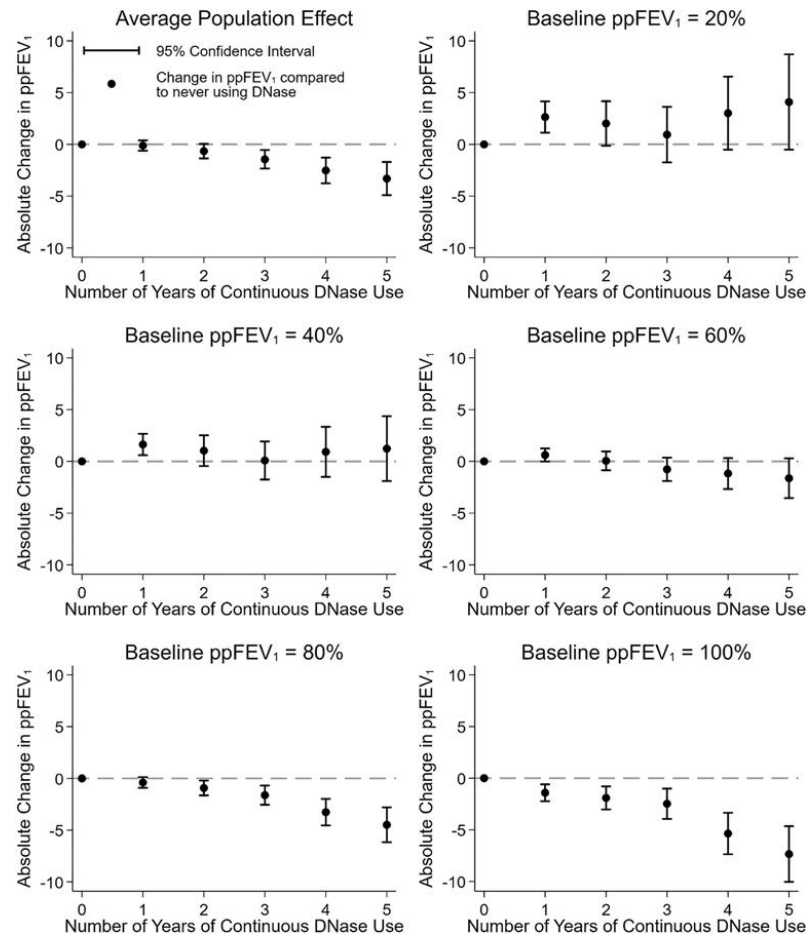 Average Population Effect
95% Confidence Interval
Change in ppFEV₁ compared
to never using DNase
Absolute Change in ppFEV₁
10
5
0
-5
-10
0 1 2 3 4 5
Number of Years of Continuous DNase Use
Baseline ppFEV₁ = 20%
Absolute Change in ppFEV₁
10
5
0
-5
-10
0 1 2 3 4 5
Number of Years of Continuous DNase Use
Baseline ppFEV₁ = 40%
Absolute Change in ppFEV₁
10
5
0
-5
-10
0 1 2 3 4 5
Number of Years of Continuous DNase Use
Baseline ppFEV₁ = 60%
Absolute Change in ppFEV₁
10
5
0
-5
-10
0 1 2 3 4 5
Number of Years of Continuous DNase Use
Baseline ppFEV₁ = 80%
Absolute Change in ppFEV₁
10
5
0
-5
-10
0 1 2 3 4 5
Number of Years of Continuous DNase Use
Baseline ppFEV₁ = 100%
Absolute Change in ppFEV₁
10
5
0
-5
-10
0 1 2 3 4 5
Number of Years of Continuous DNase Use